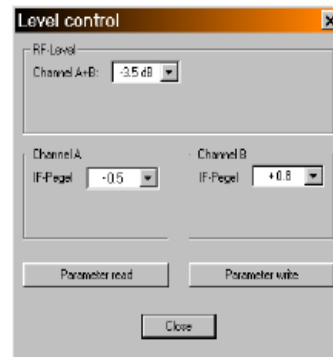 Level control
RF-Level
Channel A+B: -3.5 dB
Channel A
IF-Pegel -0.5
Channel B
IF-Pegel +0.8
Parameter read
Parameter write
Close